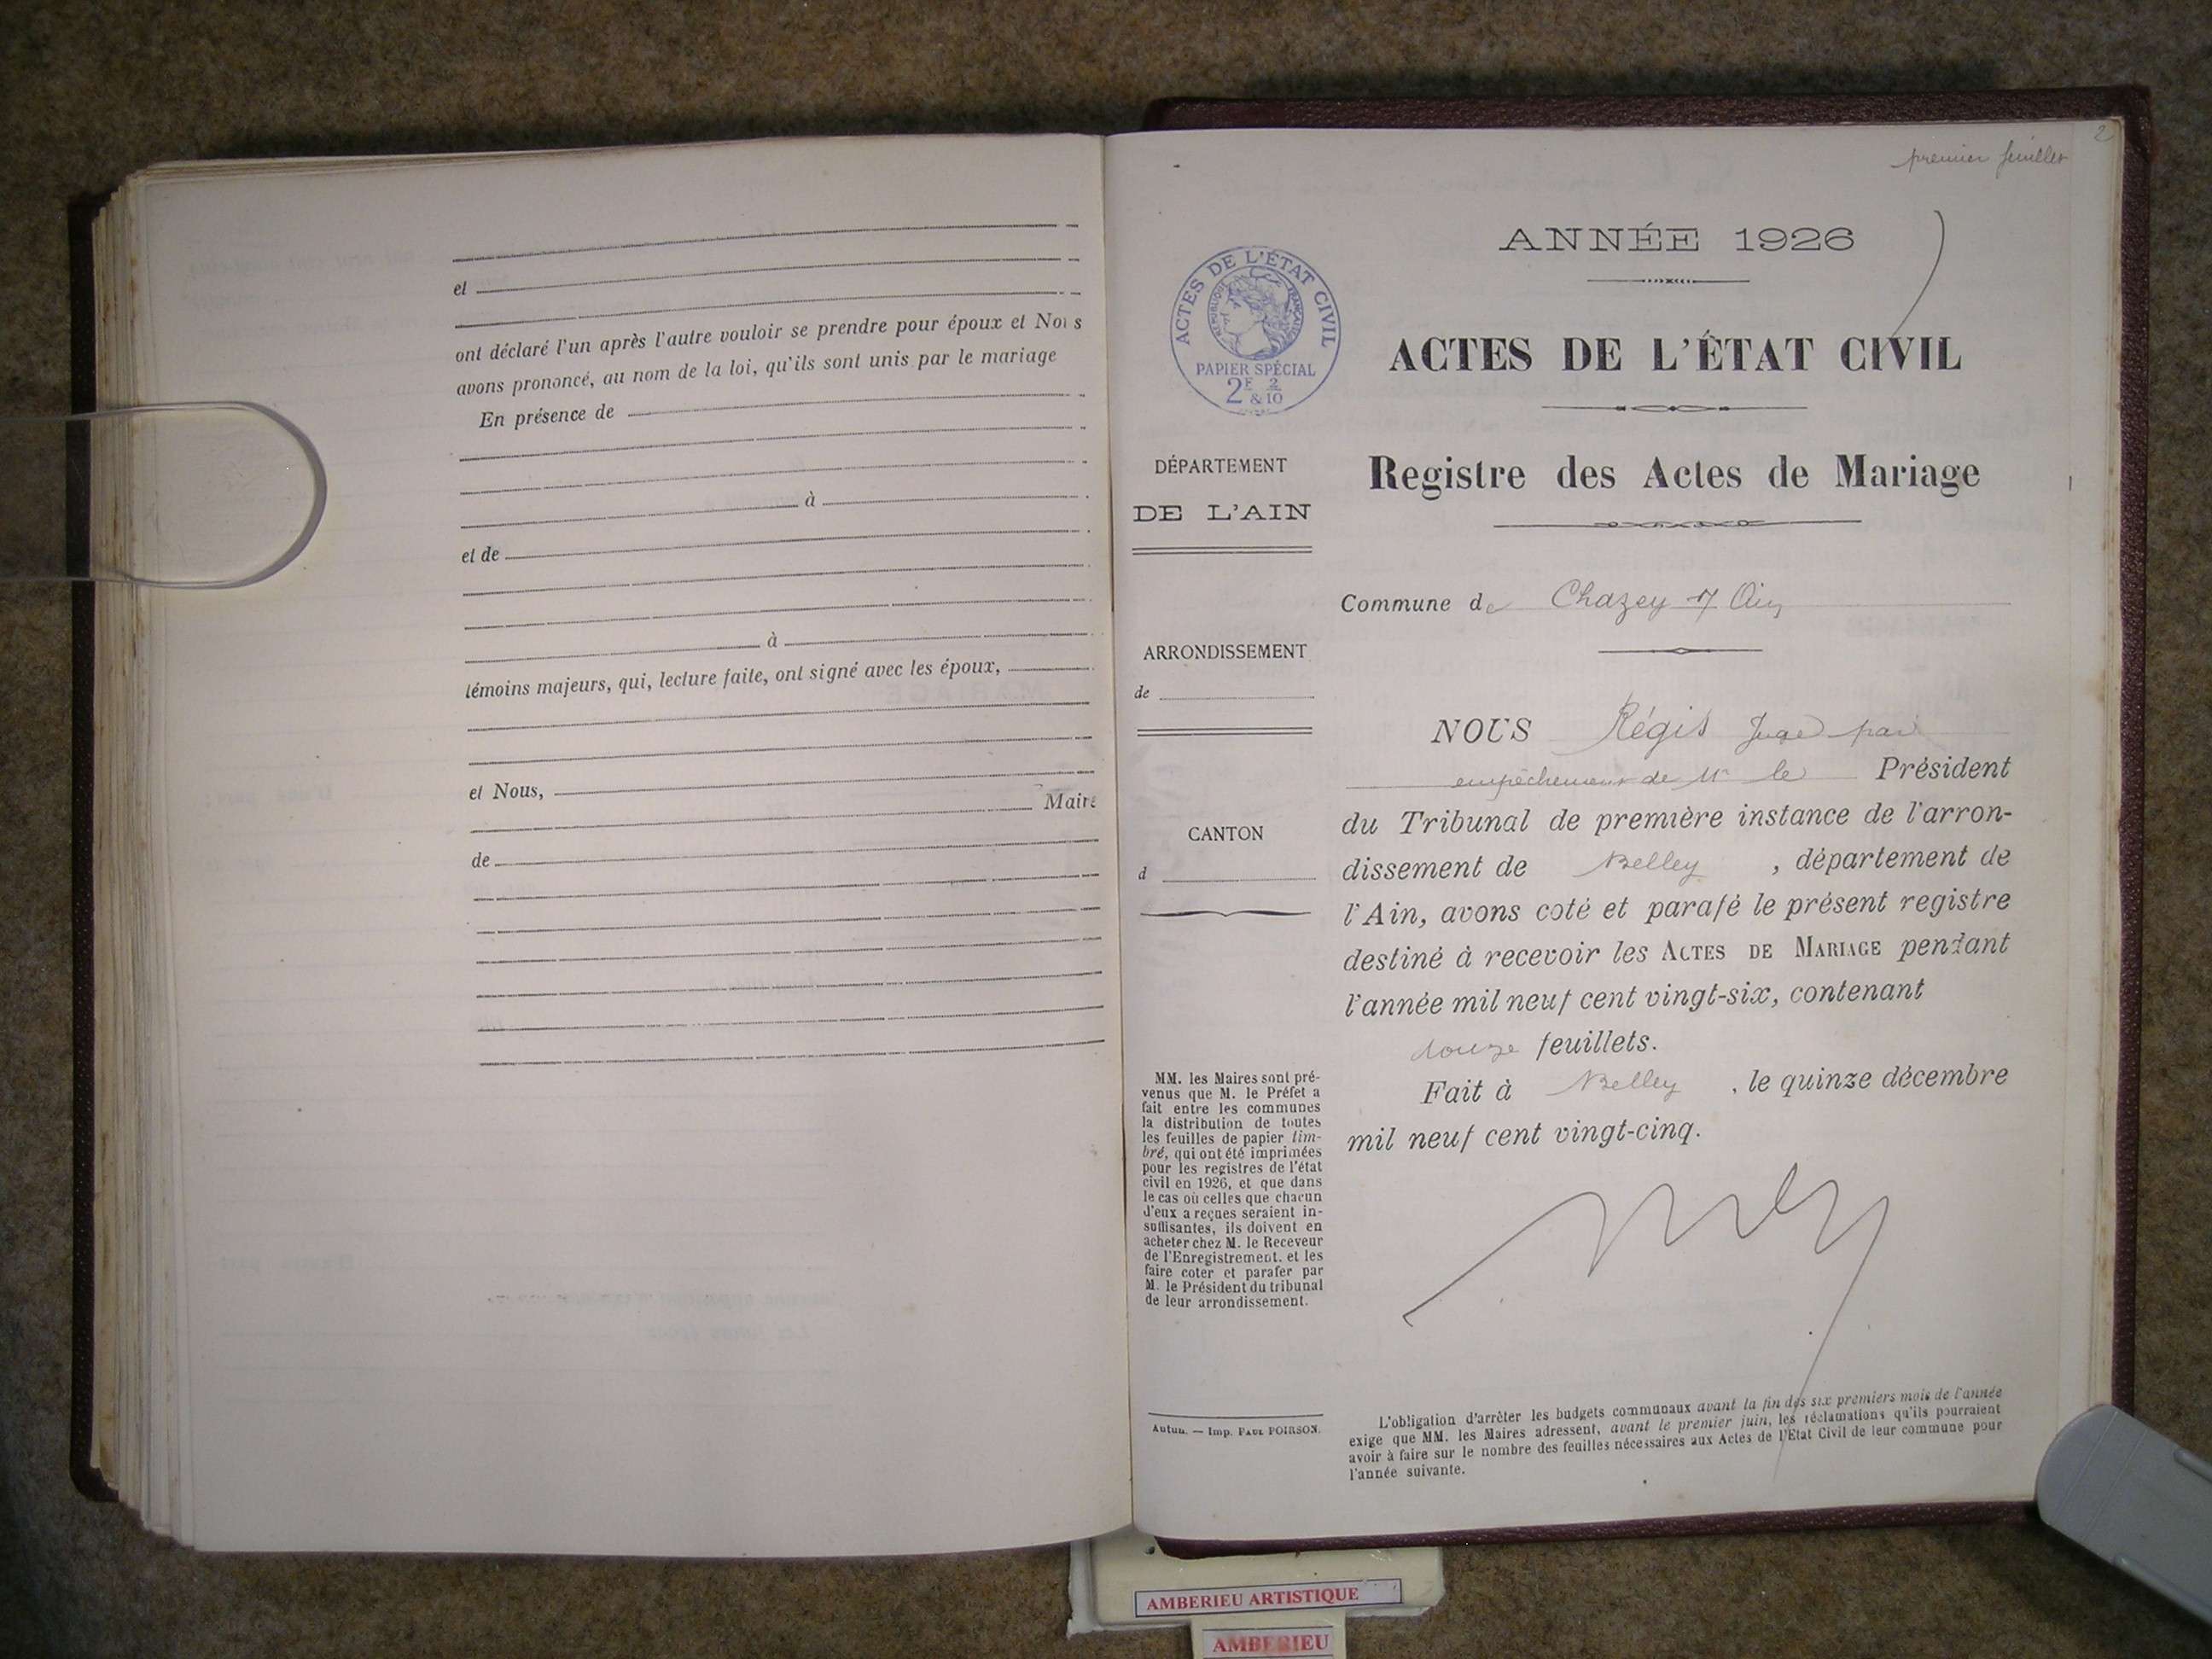 et
ont déclaré l'un après l'autre vouloir se prendre pour époux et Nous
avons prononcé, au nom de la loi, qu'ils sont unis par le mariage
En présence de
à
et de
à
témoins majeurs, qui, lecture faite, ont signé avec les époux,
et Nous,
Maire
de
2
premier feuillet
ANNÉE 1926
ACTES DE L'ÉTAT CIVIL
RÉPUBLIQUE FRANÇAISE
PAPIER SPÉCIAL
2F 2
& 10
ACTES DE L'ÉTAT CIVIL
Registre des Actes de Mariage
DÉPARTEMENT
DE L'AIN
Commune de Chazey s/ Ain
ARRONDISSEMENT
de
CANTON
d
NOUS Régis Juge par
empêchement de Mr le Président
du Tribunal de première instance de l'arron-
dissement de Belley, département de
l'Ain, avons coté et parafé le présent registre
destiné à recevoir les ACTES DE MARIAGE pendant
l'année mil neuf cent vingt-six, contenant
douze feuillets.
Fait à Belley, le quinze décembre
mil neuf cent vingt-cinq.
MM. les Maires sont pré-
venus que M. le Préfet a
fait entre les communes
la distribution de toutes
les feuilles de papier tim-
bré, qui ont été imprimées
pour les registres de l'état
civil en 1926, et que dans
le cas où celles que chacun
d'eux a reçues seraient in-
suffisantes, ils doivent en
acheter chez M. le Receveur
de l'Enregistrement. et les
faire coter et parafer par
M. le Président du tribunal
de leur arrondissement.
Autun. — Imp. PAUL POIRSON.
L'obligation d'arrêter les budgets communaux avant la fin des six premiers mois de l'année
exige que MM. les Maires adressent, avant le premier juin, les réclamations qu'ils pourraient
avoir à faire sur le nombre des feuilles nécessaires aux Actes de l'État Civil de leur commune pour
l'année suivante.
AMBERIEU ARTISTIQUE
AMBERIEU